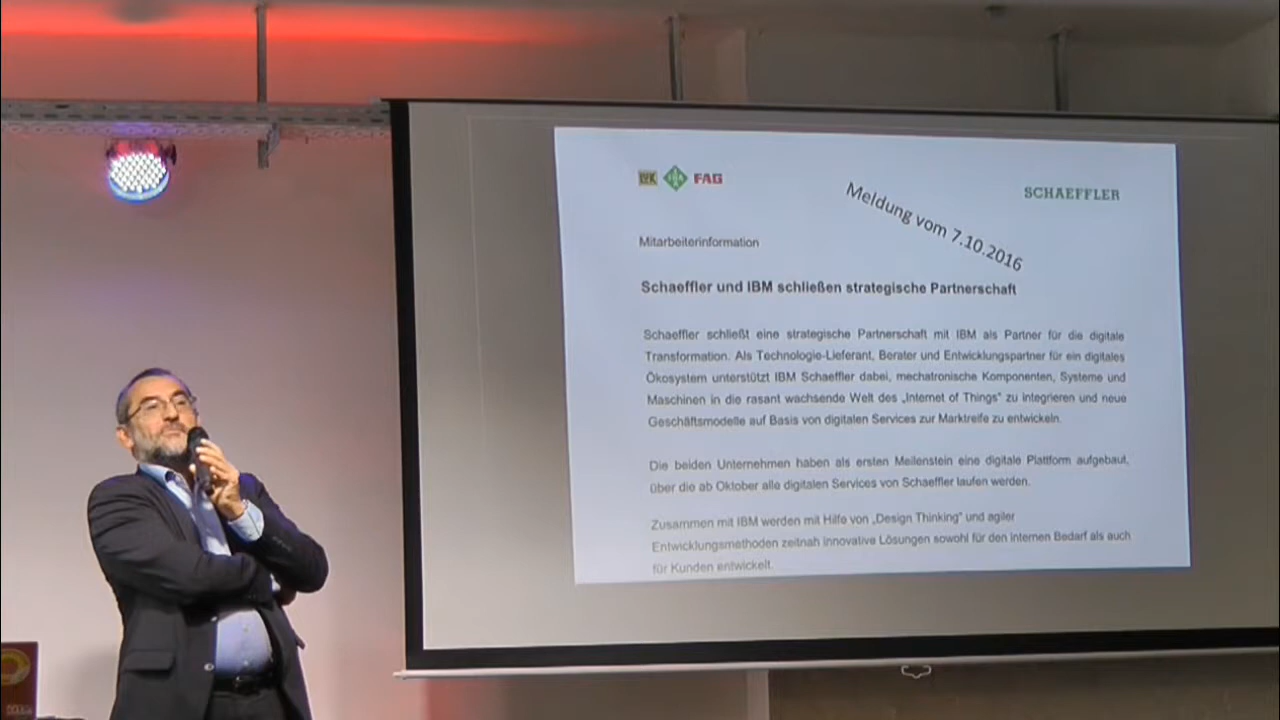 LuK INA FAG
SCHAEFFLER
Meldung vom 7.10.2016
Mitarbeiterinformation
Schaeffler und IBM schließen strategische Partnerschaft
Schaeffler schließt eine strategische Partnerschaft mit IBM als Partner für die digitale
Transformation. Als Technologie-Lieferant, Berater und Entwicklungspartner für ein digitales
Ökosystem unterstützt IBM Schaeffler dabei, mechatronische Komponenten, Systeme und
Maschinen in die rasant wachsende Welt des „Internet of Things“ zu integrieren und neue
Geschäftsmodelle auf Basis von digitalen Services zur Marktreife zu entwickeln.
Die beiden Unternehmen haben als ersten Meilenstein eine digitale Plattform aufgebaut,
über die ab Oktober alle digitalen Services von Schaeffler laufen werden.
Zusammen mit IBM werden mit Hilfe von „Design Thinking“ und agiler
Entwicklungsmethoden zeitnah innovative Lösungen sowohl für den internen Bedarf als auch
für Kunden entwickelt.